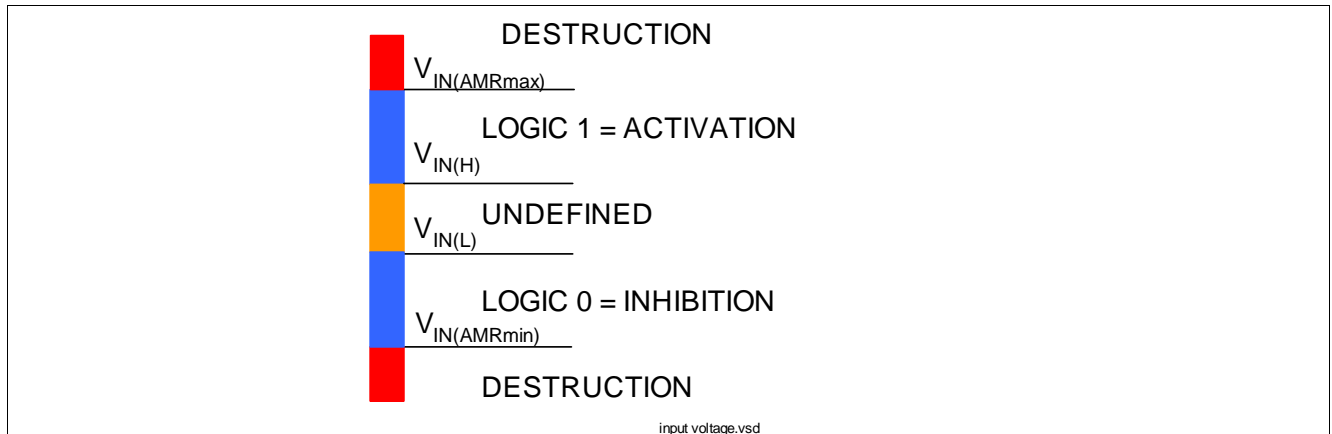 DESTRUCTION
VIN(AMRmax)
LOGIC 1 = ACTIVATION
VIN(H)
UNDEFINED
VIN(L)
LOGIC 0 = INHIBITION
VIN(AMRmin)
DESTRUCTION
input voltage.vsd